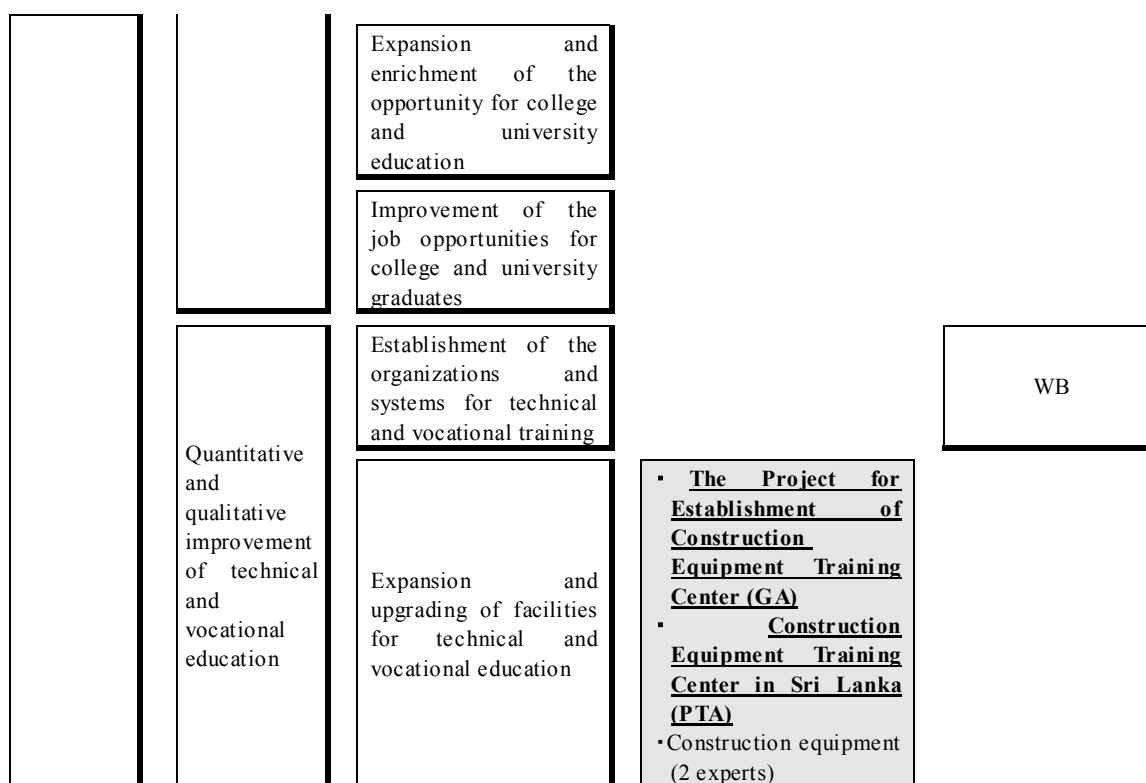 Expansion and
enrichment of the
opportunity for college
and university
education
Improvement of the
job opportunities for
college and university
graduates
Establishment of the
organizations and
systems for technical
and vocational training
WB
Quantitative
and
qualitative
improvement
of technical
and
vocational
education
Expansion and
upgrading of facilities
for technical and
vocational education
・ The Project for
Establishment of
Construction
Equipment Training
Center (GA)
・ Construction
Equipment Training
Center in Sri Lanka
(PTA)
・Construction equipment
(2 experts)